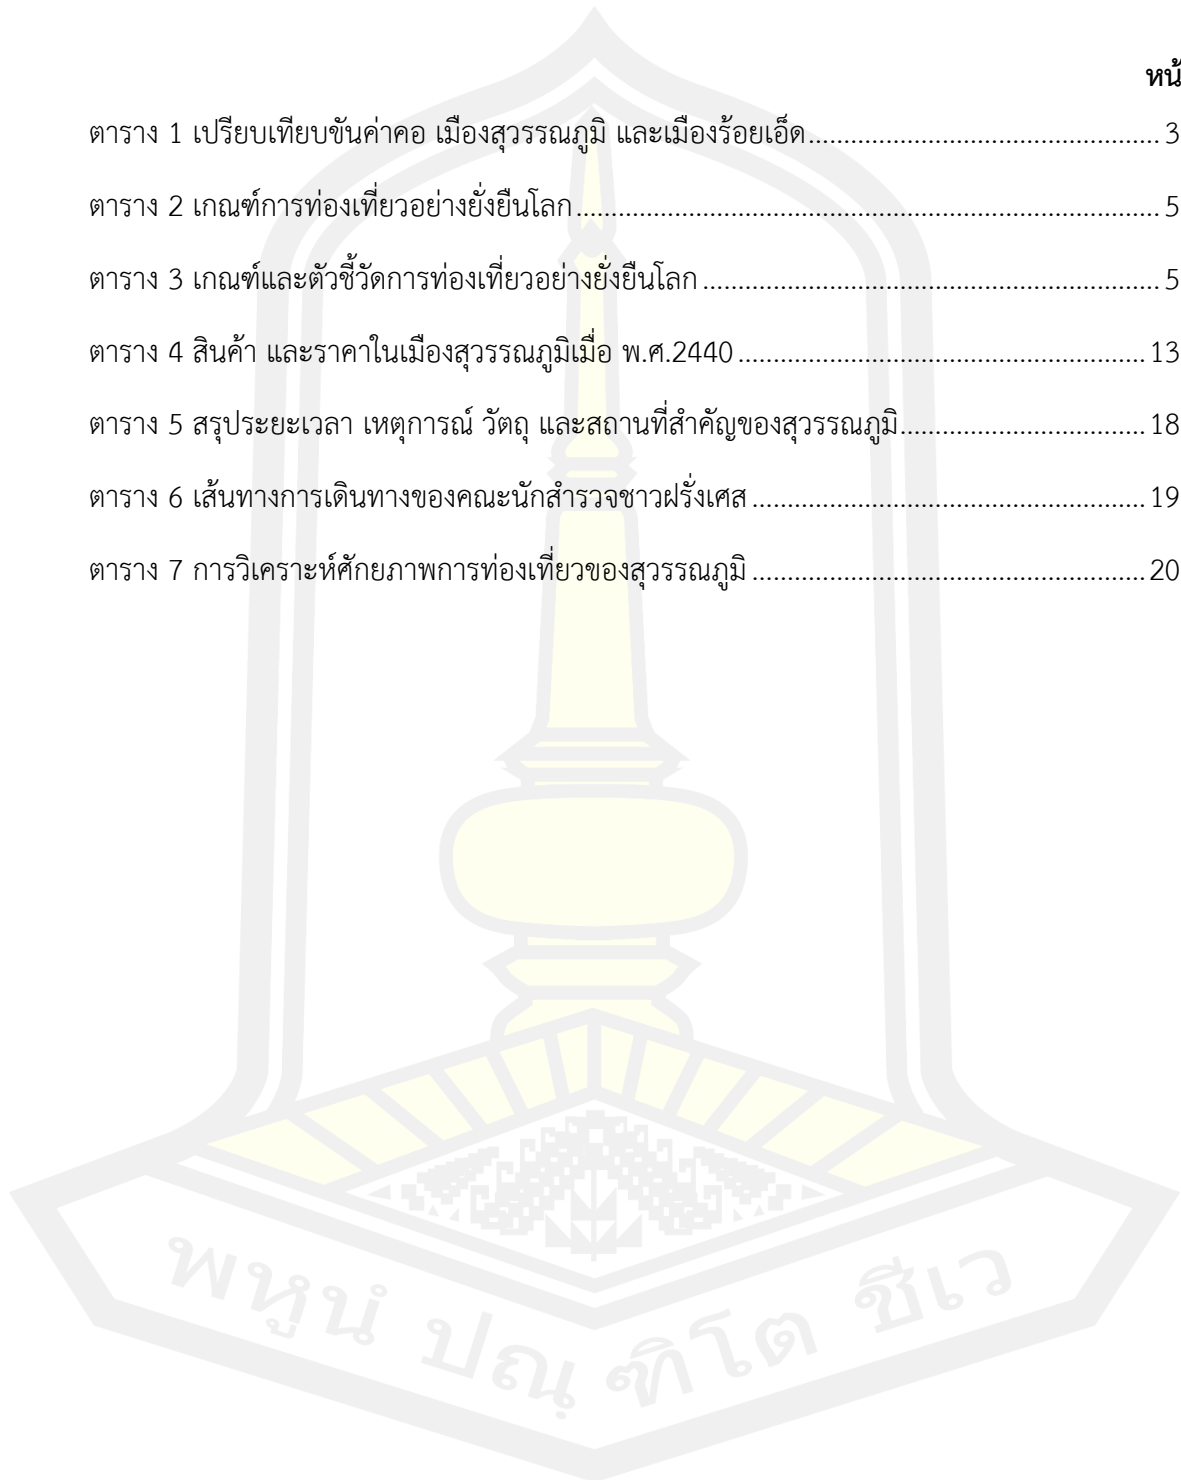 หน้
ตาราง 1 เปรียบเทียบขันค่าคอ เมืองสุวรรณภูมิ และเมืองร้อยเอ็ด.................................................. 3
ตาราง 2 เกณฑ์การท่องเที่ยวอย่างยั่งยืนโลก.................................................................................. 5
ตาราง 3 เกณฑ์และตัวชี้วัดการท่องเที่ยวอย่างยั่งยืนโลก................................................................. 5
ตาราง 4 สินค้า และราคาในเมืองสุวรรณภูมิเมื่อ พ.ศ.2440.......................................................... 13
ตาราง 5 สรุประยะเวลา เหตุการณ์ วัตถุ และสถานที่สำคัญของสุวรรณภูมิ................................... 18
ตาราง 6 เส้นทางการเดินทางของคณะนักสำรวจชาวฝรั่งเศส........................................................ 19
ตาราง 7 การวิเคราะห์ศักยภาพการท่องเที่ยวของสุวรรณภูมิ........................................................ 20
พหูนํ ปณฺฑิโต ชีเว